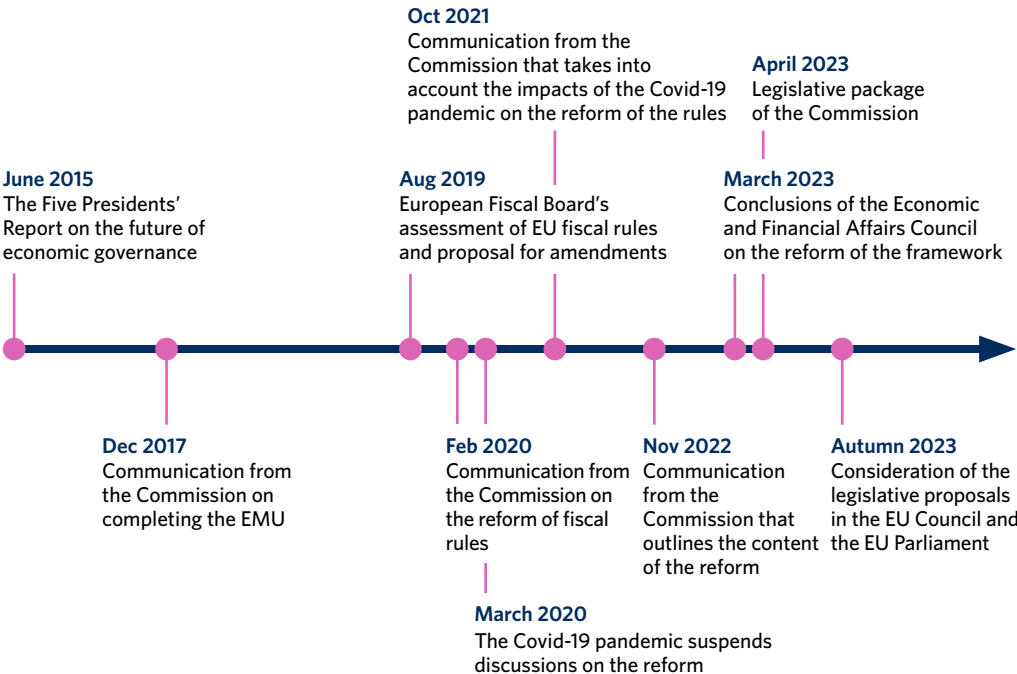 Oct 2021
Communication from the
Commission that takes into
account the impacts of the Covid-19
pandemic on the reform of the rules
April 2023
Legislative package
of the Commission
June 2015
The Five Presidents'
Report on the future of
economic governance
Aug 2019
European Fiscal Board's
assessment of EU fiscal rules
and proposal for amendments
March 2023
Conclusions of the Economic
and Financial Affairs Council
on the reform of the framework
Dec 2017
Communication from
the Commission on
completing the EMU
Feb 2020
Communication from
the Commission on
the reform of fiscal
rules
Nov 2022
Communication
from the
Commission that
outlines the content
of the reform
Autumn 2023
Consideration of the
legislative proposals
in the EU Council and
the EU Parliament
March 2020
The Covid-19 pandemic suspends
discussions on the reform